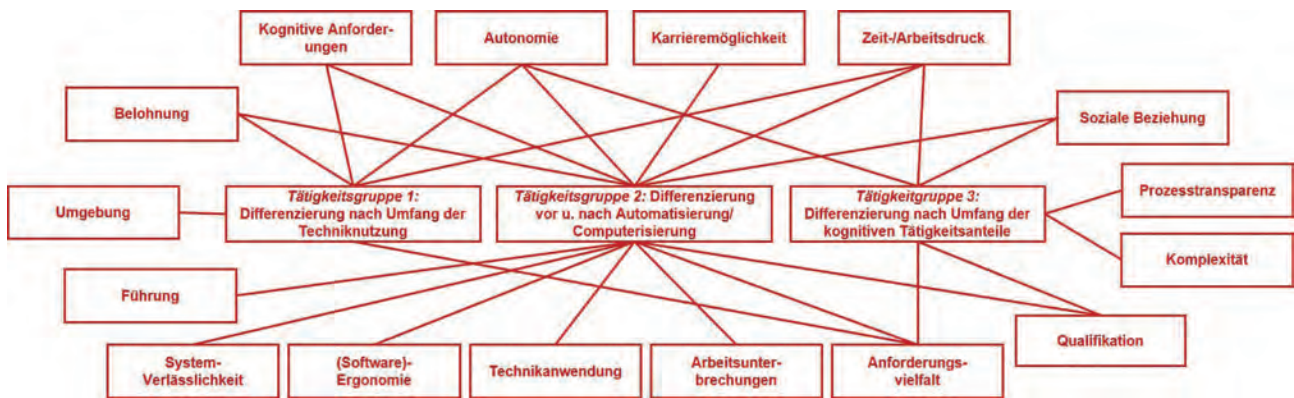 Kognitive Anforder-
ungen
Autonomie
Karrieremöglichkeit
Zeit-/Arbeitsdruck
Belohnung
Soziale Beziehung
Umgebung
Tätigkeitsgruppe 1:
Differenzierung nach Umfang der
Techniknutzung
Tätigkeitsgruppe 2: Differenzierung
vor u. nach Automatisierung/
Computerisierung
Tätigkeitgruppe 3:
Differenzierung nach Umfang der
kognitiven Tätigkeitsanteile
Prozesstransparenz
Komplexität
Führung
Qualifikation
System-
Verlässlichkeit
(Software)-
Ergonomie
Technikanwendung
Arbeitsunter-
brechungen
Anforderungs-
vielfalt